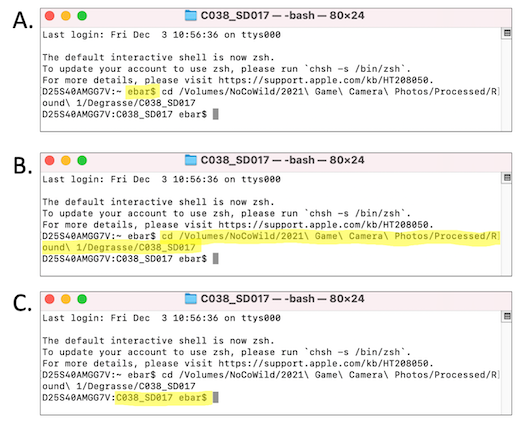 A.
C038_SD017 — -bash — 80×24
Last login: Fri Dec  3 10:56:36 on ttys000
The default interactive shell is now zsh.
To update your account to use zsh, please run `chsh -s /bin/zsh`.
For more details, please visit https://support.apple.com/kb/HT208050.
D25S40AMGG7V:~ ebar$ cd /Volumes/NoCoWild/2021\ Game\ Camera\ Photos/Processed/R
ound\ 1/Degrasse/C038_SD017
D25S40AMGG7V:C038_SD017 ebar$
B.
C038_SD017 — -bash — 80×24
Last login: Fri Dec  3 10:56:36 on ttys000
The default interactive shell is now zsh.
To update your account to use zsh, please run `chsh -s /bin/zsh`.
For more details, please visit https://support.apple.com/kb/HT208050.
D25S40AMGG7V:~ ebar$ cd /Volumes/NoCoWild/2021\ Game\ Camera\ Photos/Processed/R
ound\ 1/Degrasse/C038_SD017
D25S40AMGG7V:C038_SD017 ebar$
C.
C038_SD017 — -bash — 80×24
Last login: Fri Dec  3 10:56:36 on ttys000
The default interactive shell is now zsh.
To update your account to use zsh, please run `chsh -s /bin/zsh`.
For more details, please visit https://support.apple.com/kb/HT208050.
D25S40AMGG7V:~ ebar$ cd /Volumes/NoCoWild/2021\ Game\ Camera\ Photos/Processed/R
ound\ 1/Degrasse/C038_SD017
D25S40AMGG7V:C038_SD017 ebar$